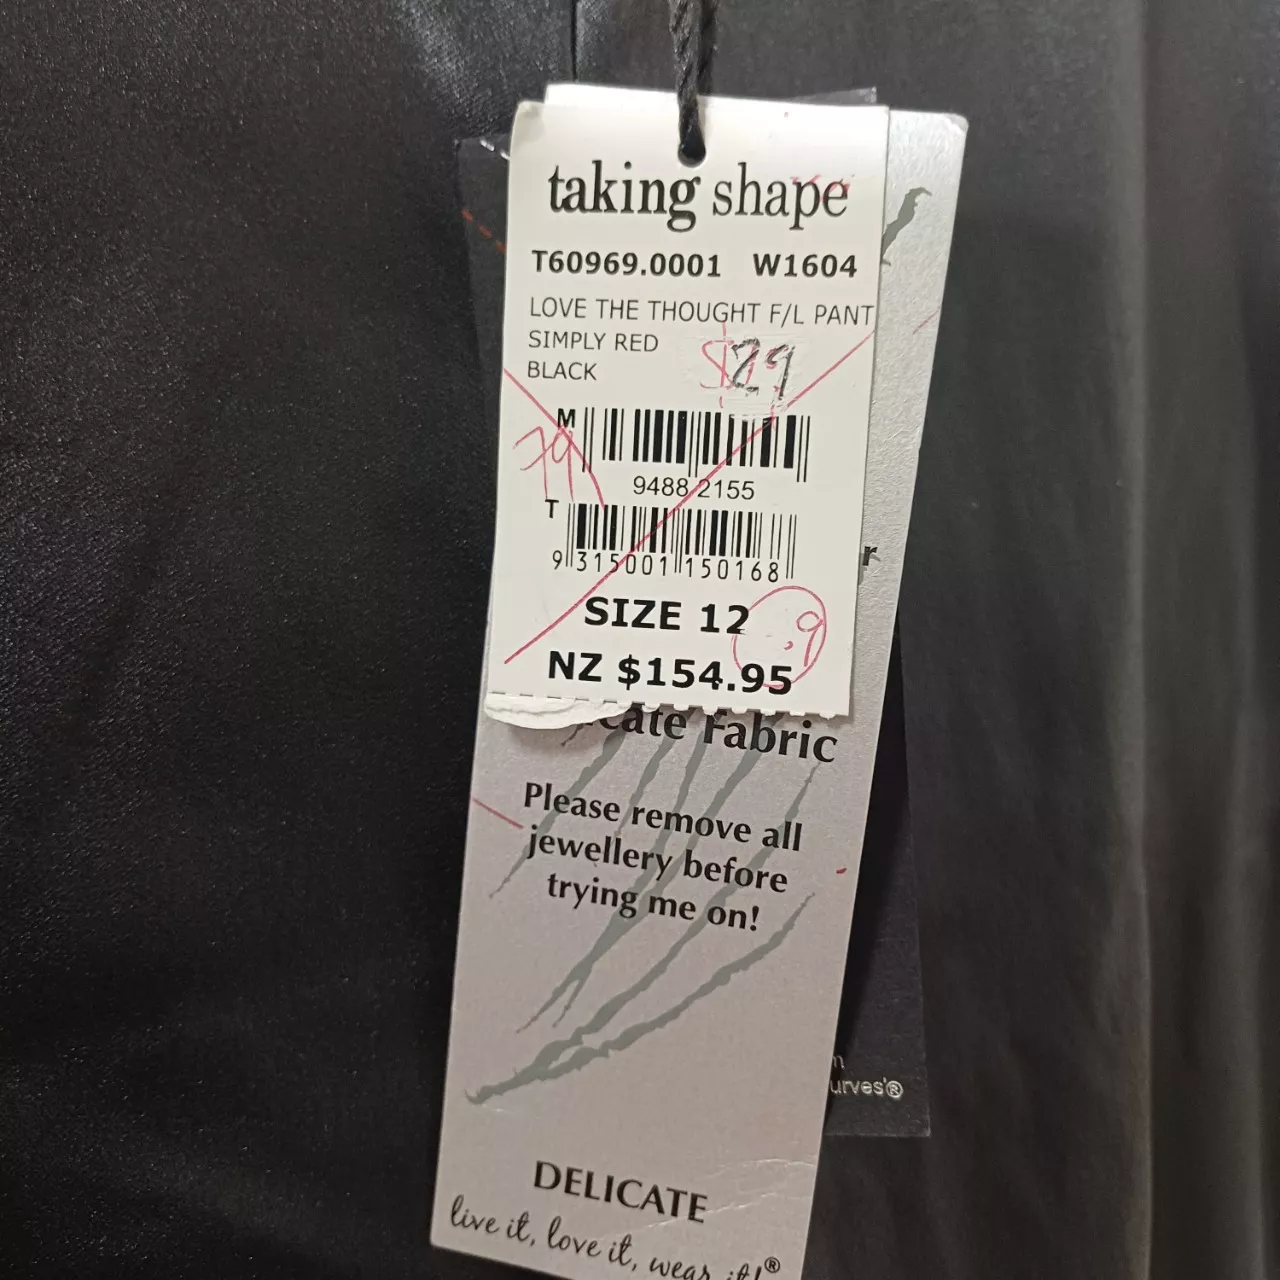 taking shape
T60969.0001 W1604
LOVE THE THOUGHT F/L PANT
SIMPLY RED
BLACK
29
M
79
9488 2155
T
9 315001 150168
SIZE 12
NZ $154.95
Fabric
Please remove all
jewellery before
trying me on!
urves'®
DELICATE
live it, love it, wear it!®